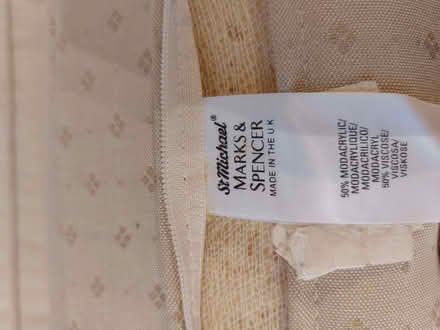 St Michael®
MARKS &
SPENCER
MADE IN THE U K
50% MODACRYLIC/
MODACRYLIQUE/
MODACRILICO/
MODACRYL
50% VISCOSE/
VISCOSA/
VISKOSE